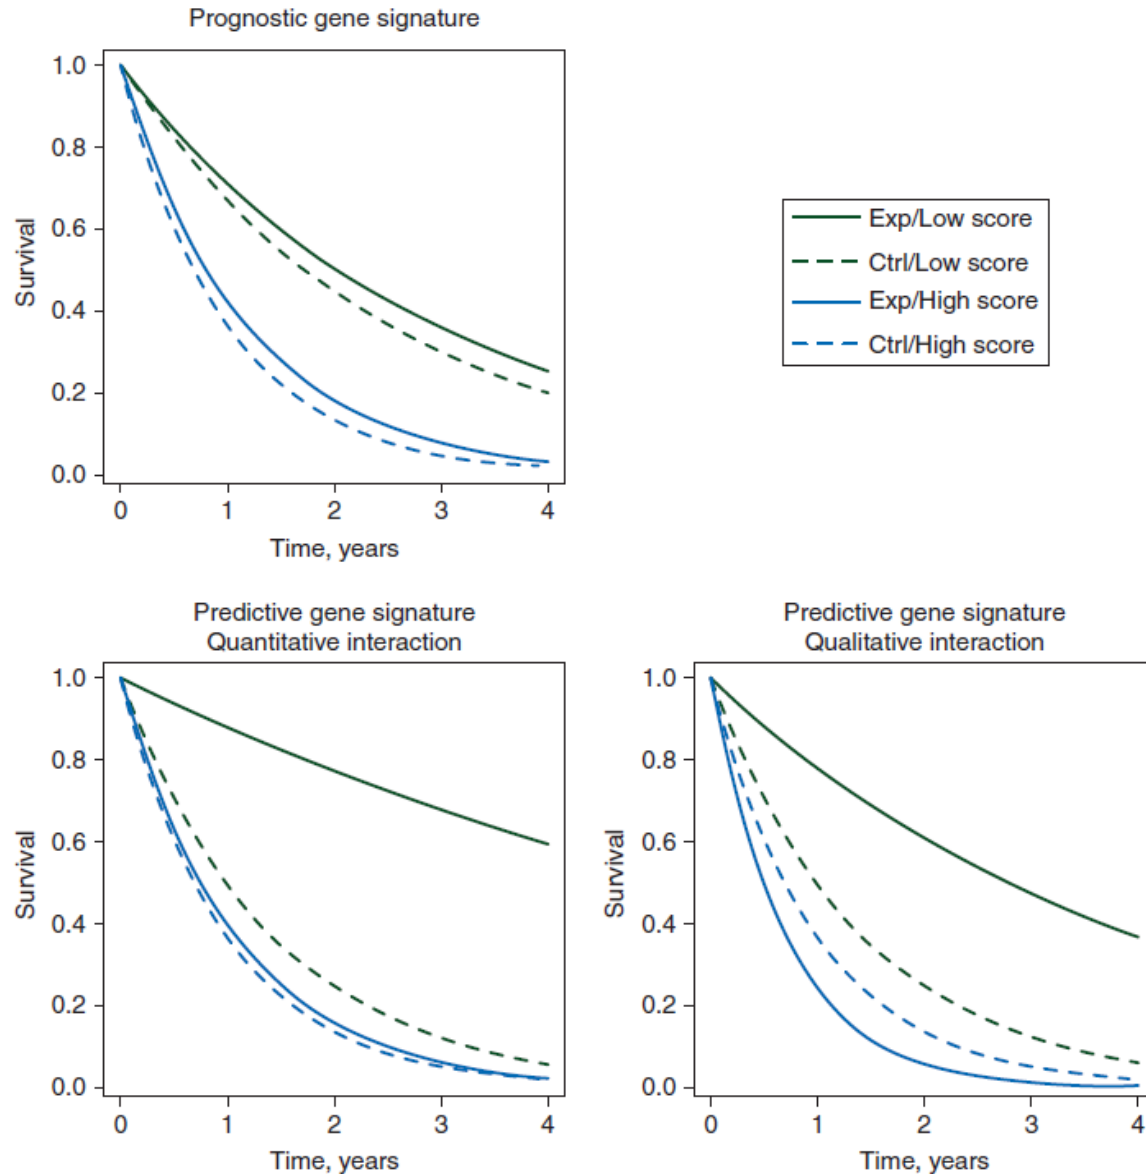 Prognostic gene signature
1.0
0.8
0.6
0.4
0.2
0.0
Survival
0 1 2 3 4
Time, years
Exp/Low score
Ctrl/Low score
Exp/High score
Ctrl/High score
Predictive gene signature
Quantitative interaction
1.0
0.8
0.6
0.4
0.2
0.0
Survival
0 1 2 3 4
Time, years
Predictive gene signature
Qualitative interaction
1.0
0.8
0.6
0.4
0.2
0.0
Survival
0 1 2 3 4
Time, years